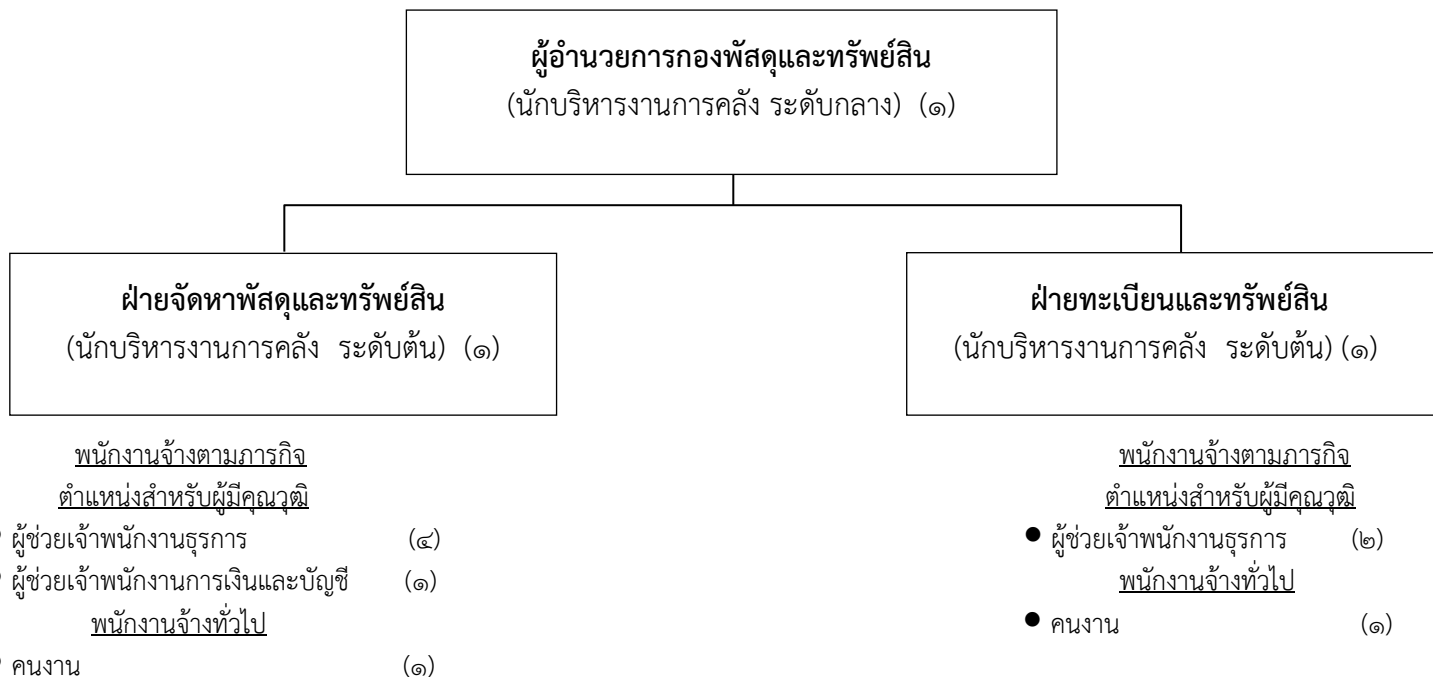 ผู้อำนวยการกองพัสดุและทรัพย์สิน
(นักบริหารงานการคลัง ระดับกลาง) (๑)
ฝ่ายจัดหาพัสดุและทรัพย์สิน
(นักบริหารงานการคลัง ระดับต้น) (๑)
พนักงานจ้างตามภารกิจ
ตำแหน่งสำหรับผู้มีคุณวุฒิ
ผู้ช่วยเจ้าพนักงานธุรการ (๔)
ผู้ช่วยเจ้าพนักงานการเงินและบัญชี (๑)
พนักงานจ้างทั่วไป
คนงาน (๑)
ฝ่ายทะเบียนและทรัพย์สิน
(นักบริหารงานการคลัง ระดับต้น) (๑)
พนักงานจ้างตามภารกิจ
ตำแหน่งสำหรับผู้มีคุณวุฒิ
● ผู้ช่วยเจ้าพนักงานธุรการ (๒)
พนักงานจ้างทั่วไป
● คนงาน (๑)